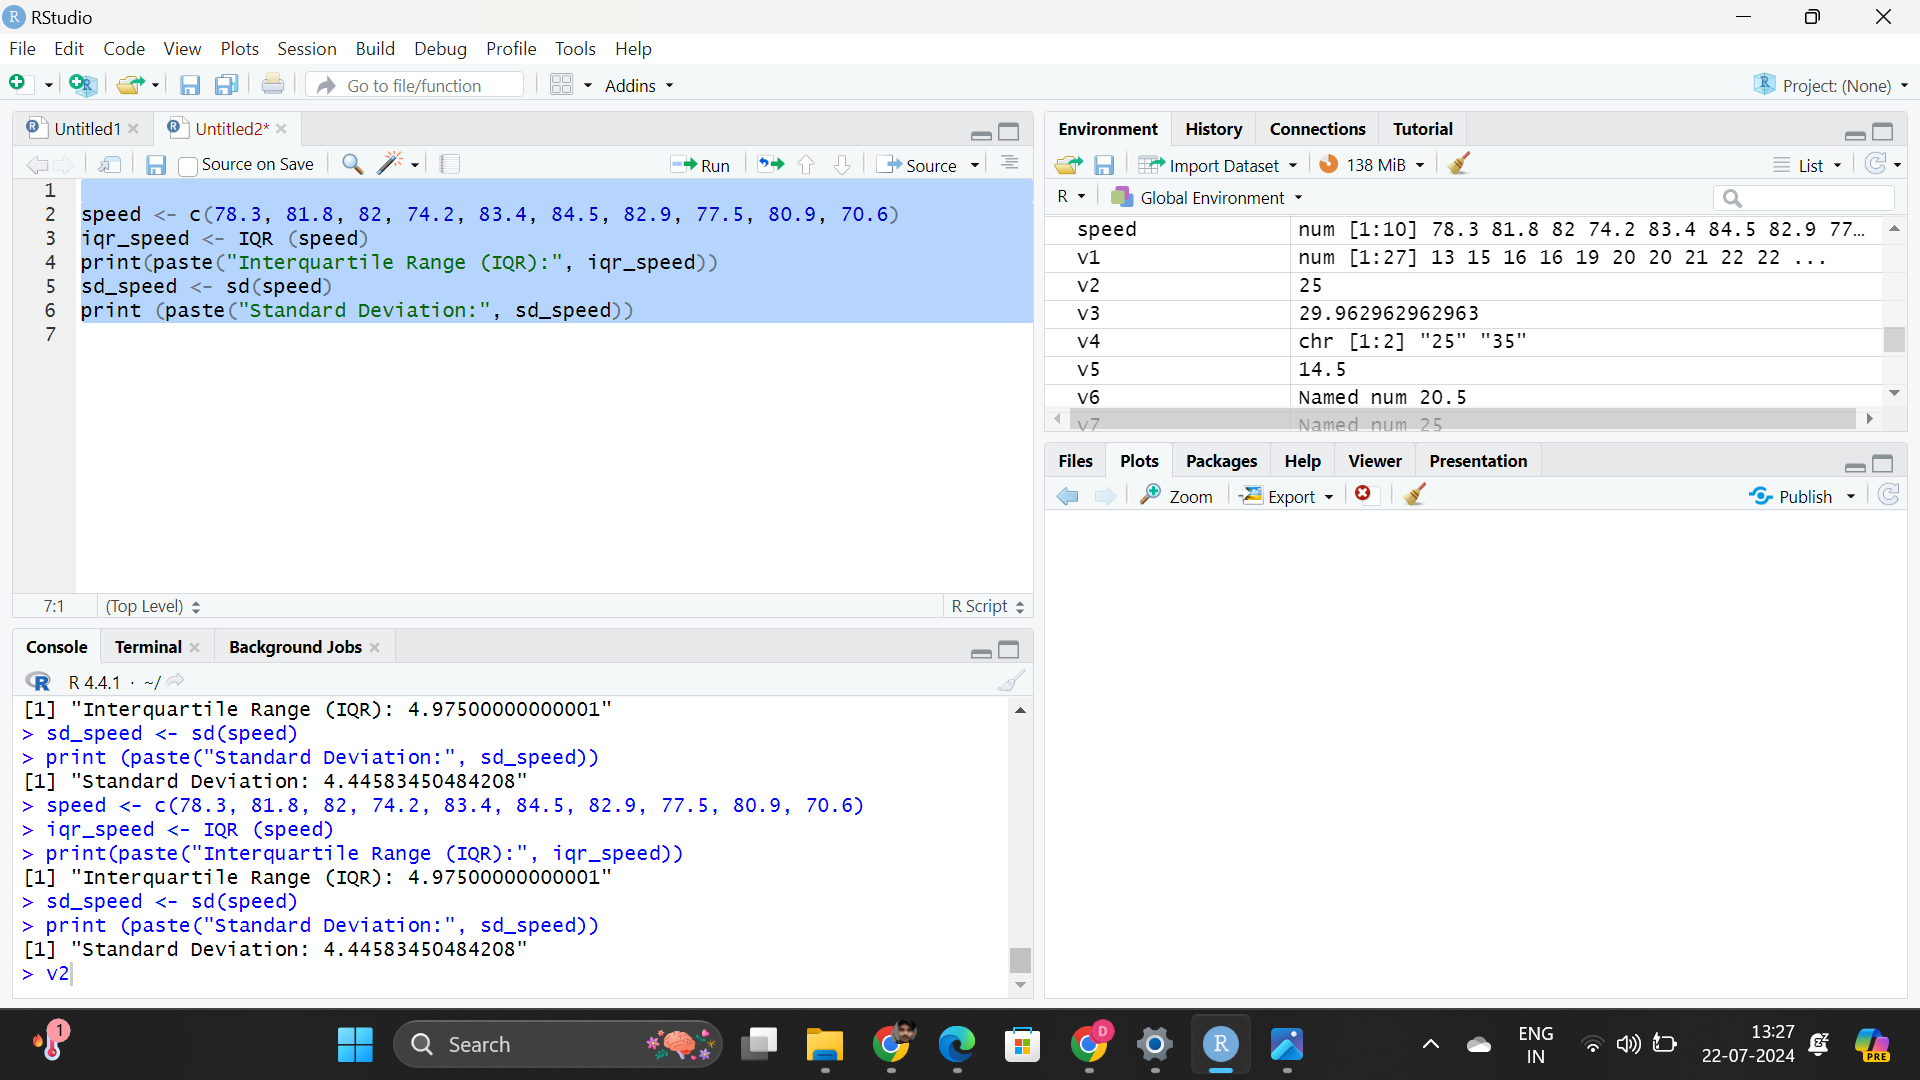 RStudio
File Edit Code View Plots Session Build Debug Profile Tools Help
Go to file/function Addins Project: (None)
Untitled1 Untitled2*
Source on Save Run Source
1
2 speed <- c(78.3, 81.8, 82, 74.2, 83.4, 84.5, 82.9, 77.5, 80.9, 70.6)
3 iqr_speed <- IQR (speed)
4 print(paste("Interquartile Range (IQR):", iqr_speed))
5 sd_speed <- sd(speed)
6 print (paste("Standard Deviation:", sd_speed))
7
7:1 (Top Level) R Script
Console Terminal Background Jobs
R 4.4.1 · ~/
[1] "Interquartile Range (IQR): 4.97500000000001"
> sd_speed <- sd(speed)
> print (paste("Standard Deviation:", sd_speed))
[1] "Standard Deviation: 4.44583450484208"
> speed <- c(78.3, 81.8, 82, 74.2, 83.4, 84.5, 82.9, 77.5, 80.9, 70.6)
> iqr_speed <- IQR (speed)
> print(paste("Interquartile Range (IQR):", iqr_speed))
[1] "Interquartile Range (IQR): 4.97500000000001"
> sd_speed <- sd(speed)
> print (paste("Standard Deviation:", sd_speed))
[1] "Standard Deviation: 4.44583450484208"
> v2
Environment History Connections Tutorial
Import Dataset 138 MiB List
R Global Environment
speed num [1:10] 78.3 81.8 82 74.2 83.4 84.5 82.9 77…
v1 num [1:27] 13 15 16 16 19 20 20 21 22 22 ...
v2 25
v3 29.962962962963
v4 chr [1:2] "25" "35"
v5 14.5
v6 Named num 20.5
v7 Named num 25
Files Plots Packages Help Viewer Presentation
Zoom Export Publish
1 Search D R ENG 13:27
IN 22-07-2024 PRE